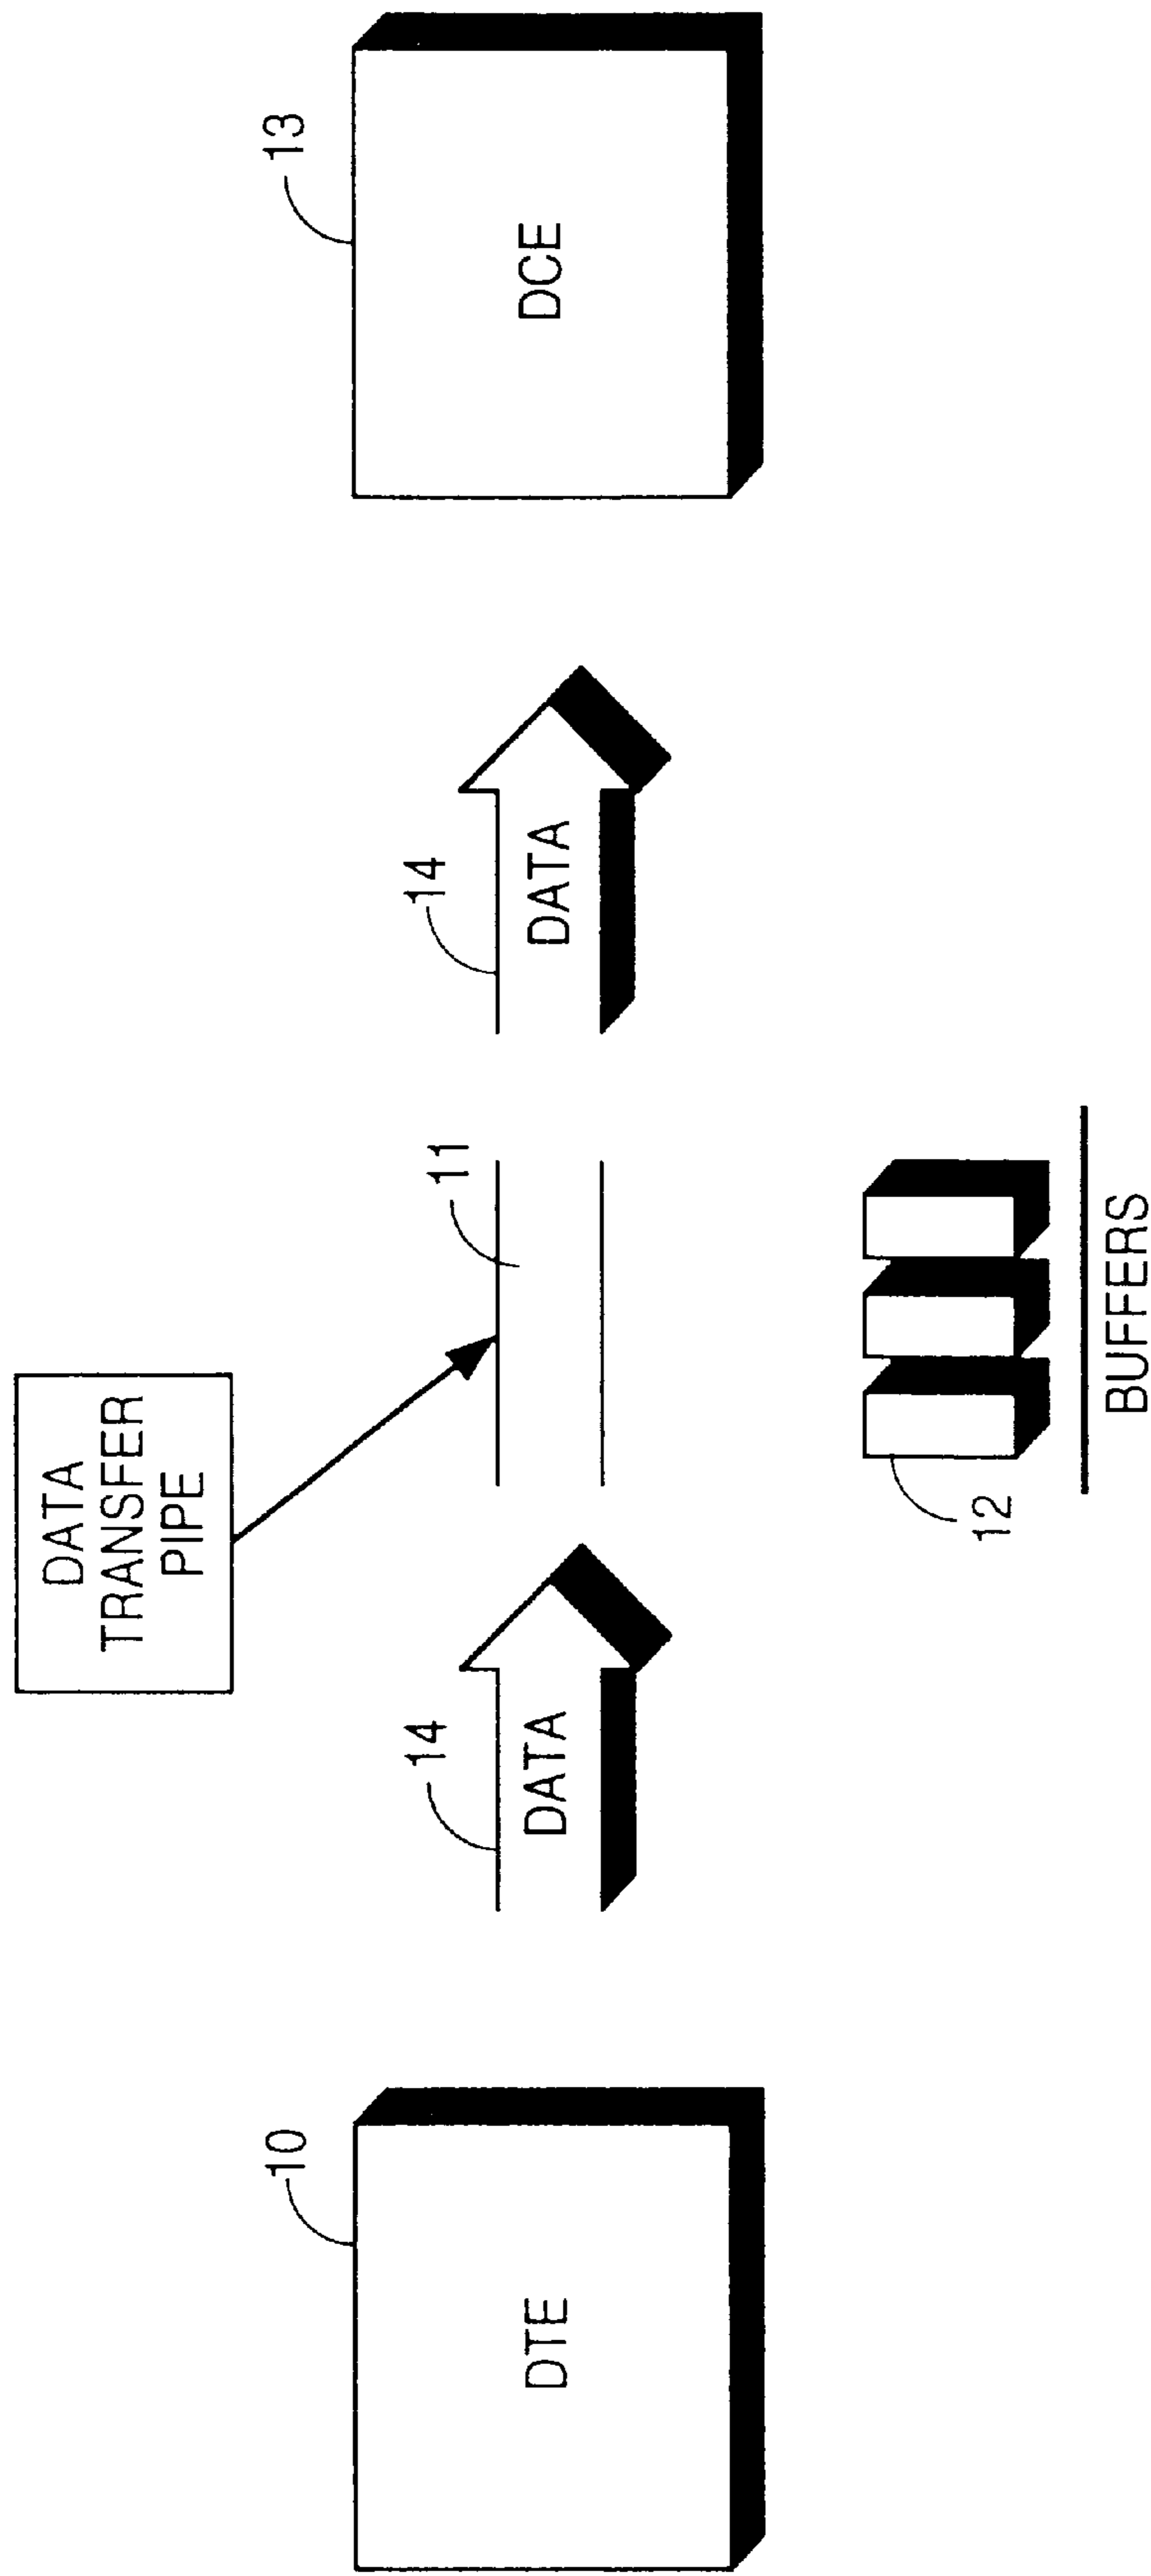 DATA
TRANSFER
PIPE
10
14
11
14
13
DTE
DATA
DATA
DCE
12
BUFFERS